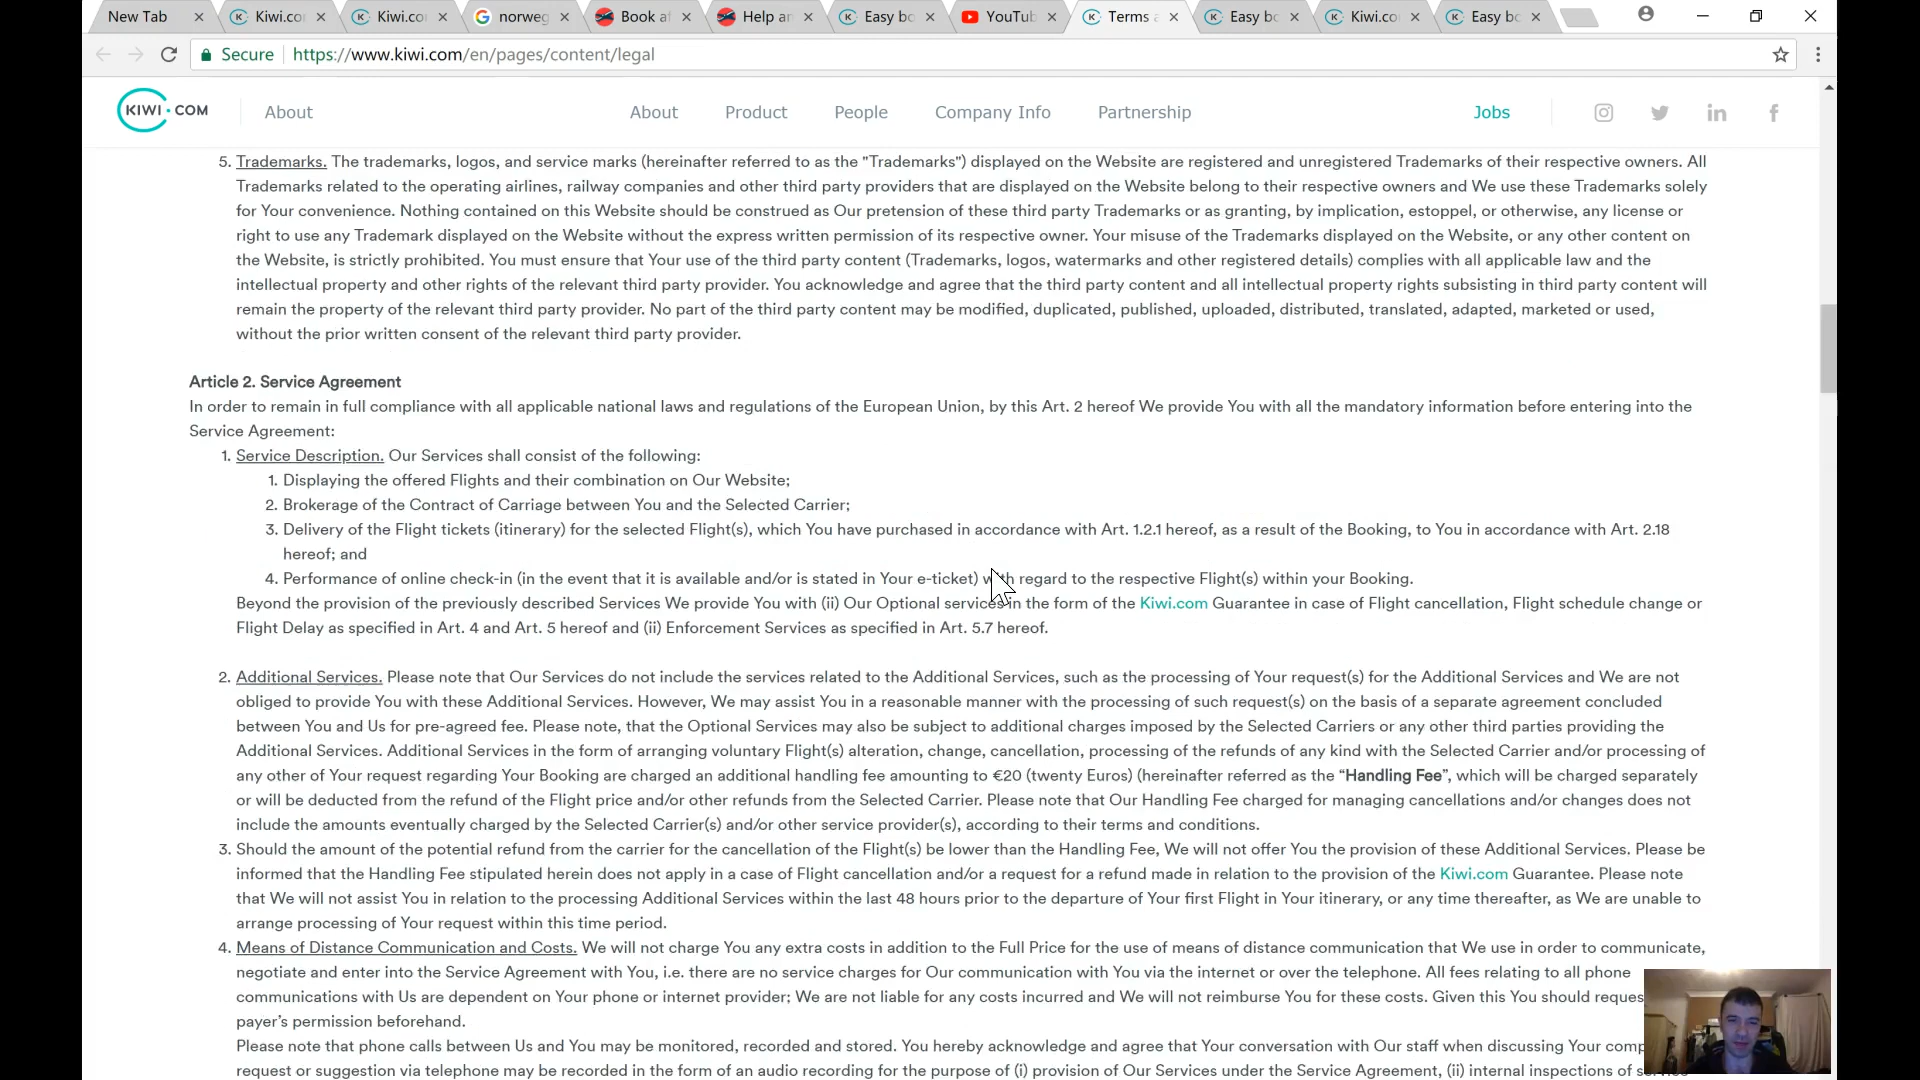 New Tab
Kiwi.co
Kiwi.co
norweg
Book af
Help an
Easy bo
YouTub
Terms a
Easy bo
Kiwi.co
Easy bo
Secure
https://www.kiwi.com/en/pages/content/legal
KIWI·COM
About
About
Product
People
Company Info
Partnership
Jobs
5. Trademarks. The trademarks, logos, and service marks (hereinafter referred to as the "Trademarks") displayed on the Website are registered and unregistered Trademarks of their respective owners. All
Trademarks related to the operating airlines, railway companies and other third party providers that are displayed on the Website belong to their respective owners and We use these Trademarks solely
for Your convenience. Nothing contained on this Website should be construed as Our pretension of these third party Trademarks or as granting, by implication, estoppel, or otherwise, any license or
right to use any Trademark displayed on the Website without the express written permission of its respective owner. Your misuse of the Trademarks displayed on the Website, or any other content on
the Website, is strictly prohibited. You must ensure that Your use of the third party content (Trademarks, logos, watermarks and other registered details) complies with all applicable law and the
intellectual property and other rights of the relevant third party provider. You acknowledge and agree that the third party content and all intellectual property rights subsisting in third party content will
remain the property of the relevant third party provider. No part of the third party content may be modified, duplicated, published, uploaded, distributed, translated, adapted, marketed or used,
without the prior written consent of the relevant third party provider.
Article 2. Service Agreement
In order to remain in full compliance with all applicable national laws and regulations of the European Union, by this Art. 2 hereof We provide You with all the mandatory information before entering into the
Service Agreement:
1. Service Description. Our Services shall consist of the following:
1. Displaying the offered Flights and their combination on Our Website;
2. Brokerage of the Contract of Carriage between You and the Selected Carrier;
3. Delivery of the Flight tickets (itinerary) for the selected Flight(s), which You have purchased in accordance with Art. 1.2.1 hereof, as a result of the Booking, to You in accordance with Art. 2.18
hereof; and
4. Performance of online check-in (in the event that it is available and/or is stated in Your e-ticket) with regard to the respective Flight(s) within your Booking.
Beyond the provision of the previously described Services We provide You with (ii) Our Optional services in the form of the Kiwi.com Guarantee in case of Flight cancellation, Flight schedule change or
Flight Delay as specified in Art. 4 and Art. 5 hereof and (ii) Enforcement Services as specified in Art. 5.7 hereof.
2. Additional Services. Please note that Our Services do not include the services related to the Additional Services, such as the processing of Your request(s) for the Additional Services and We are not
obliged to provide You with these Additional Services. However, We may assist You in a reasonable manner with the processing of such request(s) on the basis of a separate agreement concluded
between You and Us for pre-agreed fee. Please note, that the Optional Services may also be subject to additional charges imposed by the Selected Carriers or any other third parties providing the
Additional Services. Additional Services in the form of arranging voluntary Flight(s) alteration, change, cancellation, processing of the refunds of any kind with the Selected Carrier and/or processing of
any other of Your request regarding Your Booking are charged an additional handling fee amounting to €20 (twenty Euros) (hereinafter referred as the “Handling Fee”, which will be charged separately
or will be deducted from the refund of the Flight price and/or other refunds from the Selected Carrier. Please note that Our Handling Fee charged for managing cancellations and/or changes does not
include the amounts eventually charged by the Selected Carrier(s) and/or other service provider(s), according to their terms and conditions.
3. Should the amount of the potential refund from the carrier for the cancellation of the Flight(s) be lower than the Handling Fee, We will not offer You the provision of these Additional Services. Please be
informed that the Handling Fee stipulated herein does not apply in a case of Flight cancellation and/or a request for a refund made in relation to the provision of the Kiwi.com Guarantee. Please note
that We will not assist You in relation to the processing Additional Services within the last 48 hours prior to the departure of Your first Flight in Your itinerary, or any time thereafter, as We are unable to
arrange processing of Your request within this time period.
4. Means of Distance Communication and Costs. We will not charge You any extra costs in addition to the Full Price for the use of means of distance communication that We use in order to communicate,
negotiate and enter into the Service Agreement with You, i.e. there are no service charges for Our communication with You via the internet or over the telephone. All fees relating to all phone
communications with Us are dependent on Your phone or internet provider; We are not liable for any costs incurred and We will not reimburse You for these costs. Given this You should reques
payer’s permission beforehand.
Please note that phone calls between Us and You may be monitored, recorded and stored. You hereby acknowledge and agree that Your conversation with Our staff when discussing Your comp
request or suggestion via telephone may be recorded in the form of an audio recording for the purpose of (i) provision of Our Services under the Service Agreement, (ii) internal inspections of